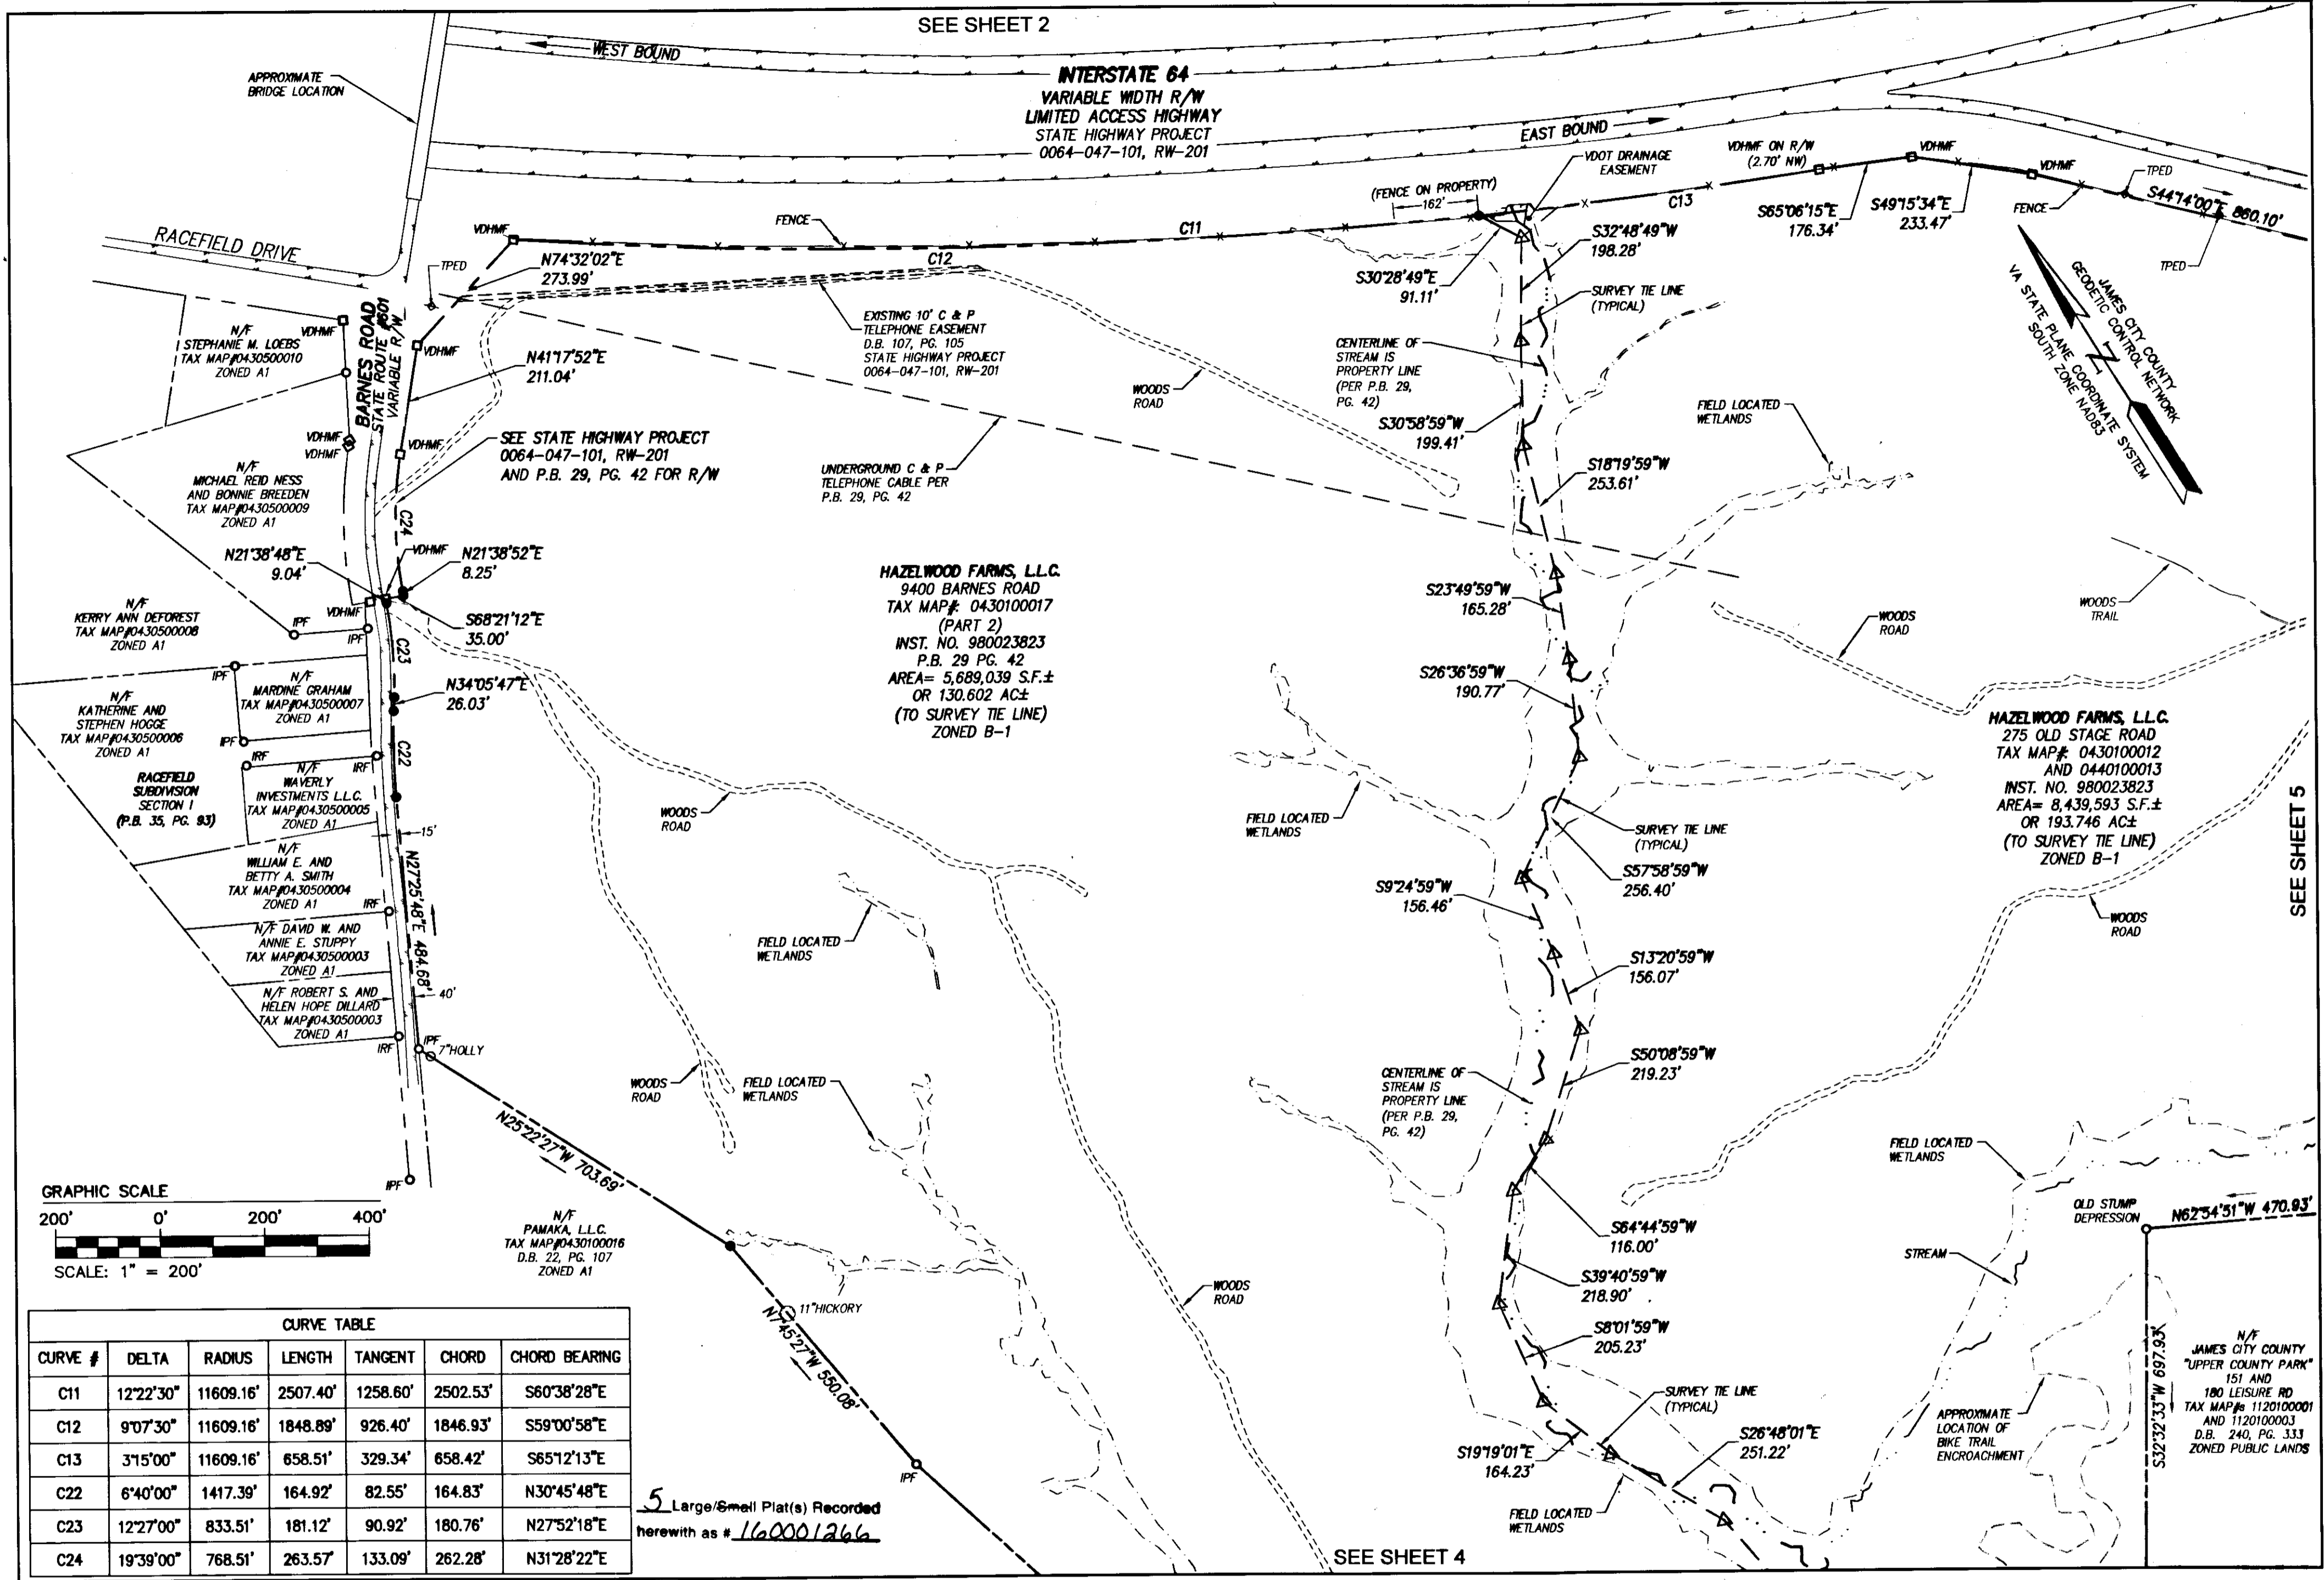 SEE SHEET 2
WEST BOUND
APPROXIMATE
BRIDGE LOCATION
INTERSTATE 64
VARIABLE WIDTH R/W
LIMITED ACCESS HIGHWAY
STATE HIGHWAY PROJECT
0064-047-101, RW-201
EAST BOUND
VDOT DRAINAGE
EASEMENT
VDHMF ON R/W
(2.70' NW)
VDHMF
VDHMF
TPED
S44°14'00"E 860.10'
FENCE
TPED
(FENCE ON PROPERTY)
162'
C13
S65°06'15"E
176.34'
S49°15'34"E
233.47'
RACEFIELD DRIVE
VDHMF
FENCE
C11
C12
TPED
N74°32'02"E
273.99'
S32°48'49"W
198.28'
S30°28'49"E
91.11'
SURVEY TIE LINE
(TYPICAL)
JAMES CITY COUNTY
GEODETIC CONTROL NETWORK
VA STATE PLANE COORDINATE SYSTEM
SOUTH ZONE NAD83
EXISTING 10' C & P
TELEPHONE EASEMENT
D.B. 107, PG. 105
STATE HIGHWAY PROJECT
0064-047-101, RW-201
CENTERLINE OF
STREAM IS
PROPERTY LINE
(PER P.B. 29,
PG. 42)
N/F
STEPHANIE M. LOEBS
TAX MAP#0430500010
ZONED A1
VDHMF
BARNES ROAD
STATE ROUTE #601
VARIABLE R/W
VDHMF
N41°17'52"E
211.04'
WOODS
ROAD
FIELD LOCATED
WETLANDS
S30°58'59"W
199.41'
VDHMF
VDHMF
VDHMF
SEE STATE HIGHWAY PROJECT
0064-047-101, RW-201
AND P.B. 29, PG. 42 FOR R/W
UNDERGROUND C & P
TELEPHONE CABLE PER
P.B. 29, PG. 42
S18°19'59"W
253.61'
N/F
MICHAEL REID NESS
AND BONNIE BREEDEN
TAX MAP#0430500009
ZONED A1
C24
N21°38'48"E
9.04'
VDHMF
N21°38'52"E
8.25'
VDHMF
S68°21'12"E
35.00'
HAZELWOOD FARMS, L.L.C.
9400 BARNES ROAD
TAX MAP#: 0430100017
(PART 2)
INST. NO. 980023823
P.B. 29 PG. 42
AREA= 5,689,039 S.F.±
OR 130.602 AC±
(TO SURVEY TIE LINE)
ZONED B-1
S23°49'59"W
165.28'
WOODS
ROAD
WOODS
TRAIL
N/F
KERRY ANN DEFOREST
TAX MAP#0430500008
ZONED A1
IPF
IPF
C23
S26°36'59"W
190.77'
IPF
N/F
MARDINE GRAHAM
TAX MAP#0430500007
ZONED A1
N34°05'47"E
26.03'
N/F
KATHERINE AND
STEPHEN HOGGE
TAX MAP#0430500006
ZONED A1
IPF
C22
HAZELWOOD FARMS, L.L.C.
275 OLD STAGE ROAD
TAX MAP#: 0430100012
AND 0440100013
INST. NO. 980023823
AREA= 8,439,593 S.F.±
OR 193.746 AC±
(TO SURVEY TIE LINE)
ZONED B-1
RACEFIELD
SUBDIVISION
SECTION I
(P.B. 35, PG. 93)
IRF
IRF
N/F
WAVERLY
INVESTMENTS L.L.C.
TAX MAP#0430500005
ZONED A1
WOODS
ROAD
FIELD LOCATED
WETLANDS
SURVEY TIE LINE
(TYPICAL)
15'
S57°58'59"W
256.40'
SEE SHEET 5
N/F
WILLIAM E. AND
BETTY A. SMITH
TAX MAP#0430500004
ZONED A1
IRF
N27°25'48"E 484.68'
S9°24'59"W
156.46'
WOODS
ROAD
N/F DAVID W. AND
ANNIE E. STUPPY
TAX MAP#0430500003
ZONED A1
FIELD LOCATED
WETLANDS
S13°20'59"W
156.07'
N/F ROBERT S. AND
HELEN HOPE DILLARD
TAX MAP#0430500003
ZONED A1
40'
IRF
IPF
7"HOLLY
S50°08'59"W
219.23'
WOODS
ROAD
FIELD LOCATED
WETLANDS
CENTERLINE OF
STREAM IS
PROPERTY LINE
(PER P.B. 29,
PG. 42)
N25°22'27"W 703.69'
FIELD LOCATED
WETLANDS
IPF
GRAPHIC SCALE
200' 0' 200' 400'
SCALE: 1" = 200'
N/F
PAMAKA, L.L.C.
TAX MAP#0430100016
D.B. 22, PG. 107
ZONED A1
S64°44'59"W
116.00'
OLD STUMP
DEPRESSION
N62°54'51"W 470.93'
STREAM
WOODS
ROAD
S39°40'59"W
218.90'
11"HICKORY
N7°45'27"W 550.08'
S8°01'59"W
205.23'
S32°32'33"W 697.93'
N/F
JAMES CITY COUNTY
"UPPER COUNTY PARK"
151 AND
180 LEISURE RD
TAX MAP#s 1120100001
AND 1120100003
D.B. 240, PG. 333
ZONED PUBLIC LANDS
SURVEY TIE LINE
(TYPICAL)
APPROXIMATE
LOCATION OF
BIKE TRAIL
ENCROACHMENT
S26°48'01"E
251.22'
S19°19'01"E
164.23'
IPF
FIELD LOCATED
WETLANDS
SEE SHEET 4
CURVE TABLE
CURVE # DELTA RADIUS LENGTH TANGENT CHORD CHORD BEARING
C11 12°22'30" 11609.16' 2507.40' 1258.60' 2502.53' S60°38'28"E
C12 9°07'30" 11609.16' 1848.89' 926.40' 1846.93' S59°00'58"E
C13 3°15'00" 11609.16' 658.51' 329.34' 658.42' S65°12'13"E
C22 6°40'00" 1417.39' 164.92' 82.55' 164.83' N30°45'48"E
C23 12°27'00" 833.51' 181.12' 90.92' 180.76' N27°52'18"E
C24 19°39'00" 768.51' 263.57' 133.09' 262.28' N31°28'22"E
5 Large/Small Plat(s) Recorded
herewith as # 160001266